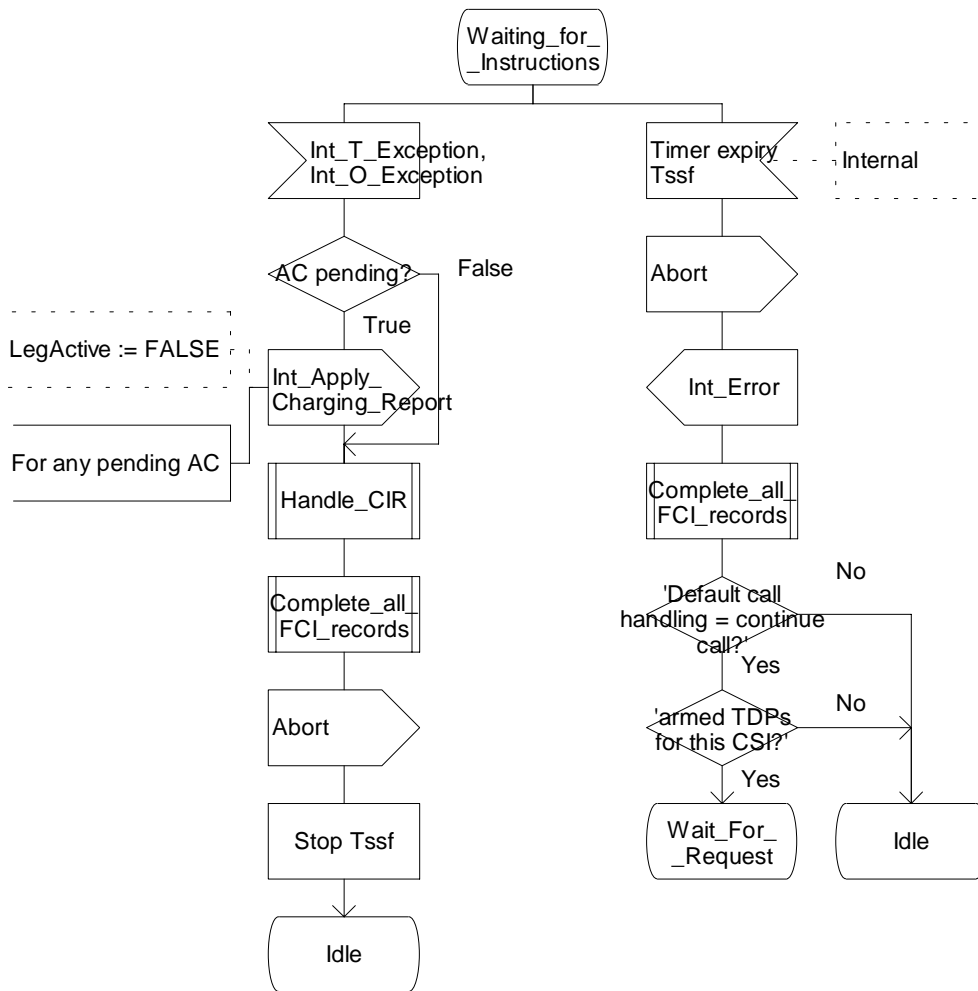 Waiting_for_
_Instructions
Int_T_Exception,
Int_O_Exception
Timer expiry
Tssf
Internal
AC pending?
False
True
Abort
LegActive := FALSE
Int_Apply_
Charging_Report
Int_Error
For any pending AC
Handle_CIR
Complete_all_
FCI_records
No
'Default call
handling = continue
call?'
Yes
Complete_all_
FCI_records
Abort
'armed TDPs
for this CSI?'
No
Yes
Stop Tssf
Wait_For_
_Request
Idle
Idle